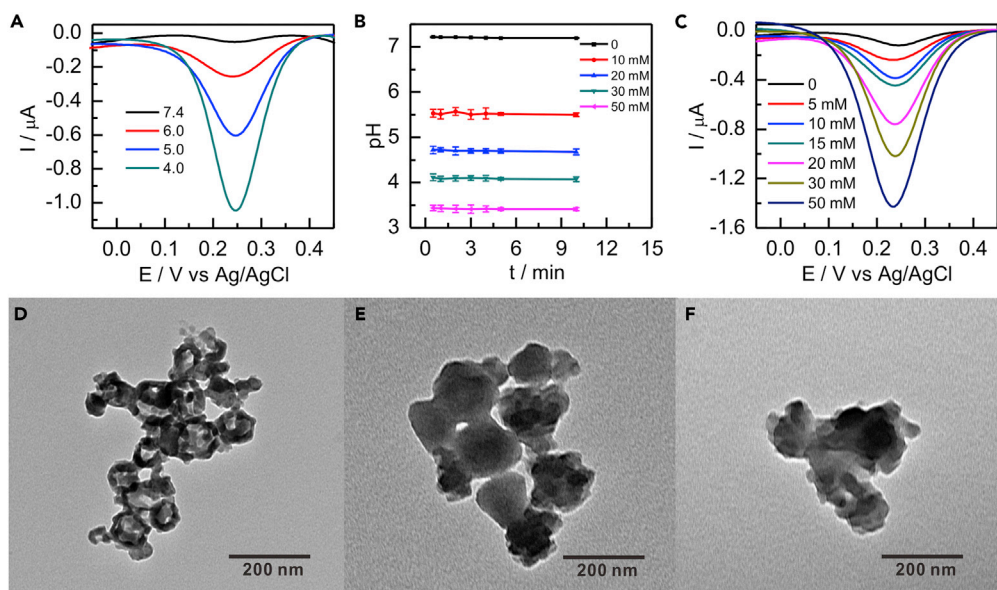 A
0.0
-0.2
-0.4
-0.6
-0.8
-1.0
I / μA
7.4
6.0
5.0
4.0
0.0 0.1 0.2 0.3 0.4
E / V vs Ag/AgCl
B
7
6
5
4
3
pH
0
10 mM
20 mM
30 mM
50 mM
0 3 6 9 12 15
t / min
C
0.0
-0.4
-0.8
-1.2
-1.6
I / μA
0
5 mM
10 mM
15 mM
20 mM
30 mM
50 mM
0.0 0.1 0.2 0.3 0.4
E / V vs Ag/AgCl
D
200 nm
E
200 nm
F
200 nm